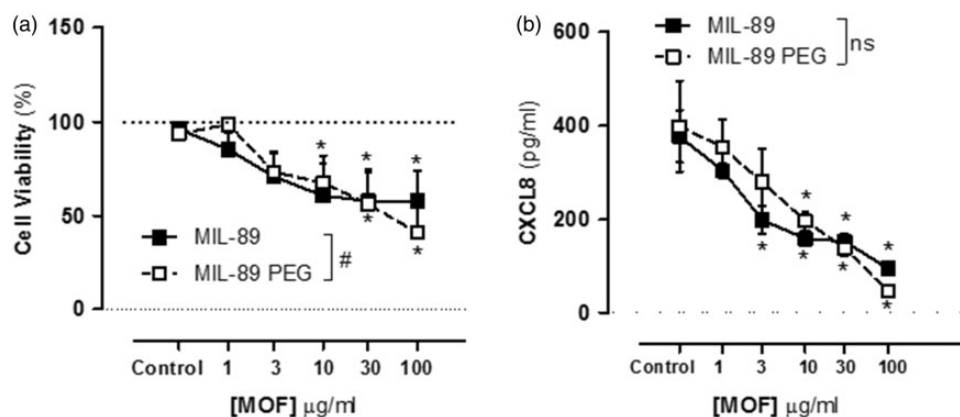 (a)
150
100
50
0
Cell Viability (%)
* * *
* *
MIL-89
MIL-89 PEG
#
Control 1 3 10 30 100
[MOF] μg/ml
(b)
600
400
200
0
CXCL8 (pg/ml)
MIL-89
MIL-89 PEG
ns
* * *
* * * *
Control 1 3 10 30 100
[MOF] μg/ml